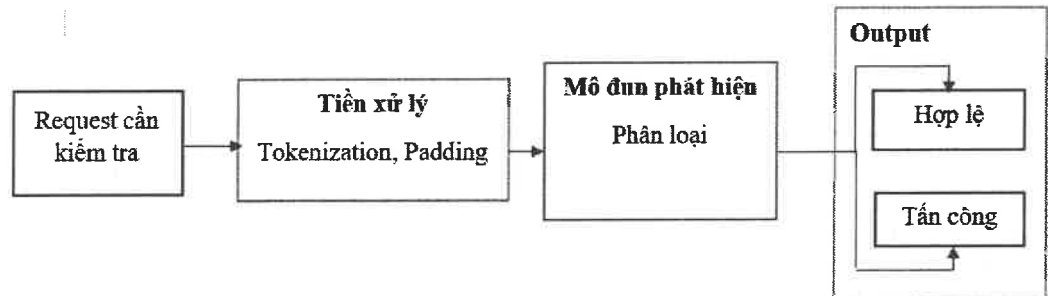 Request cần
kiểm tra
Tiền xử lý
Tokenization, Padding
Mô đun phát hiện
Phân loại
Output
Hợp lệ
Tấn công